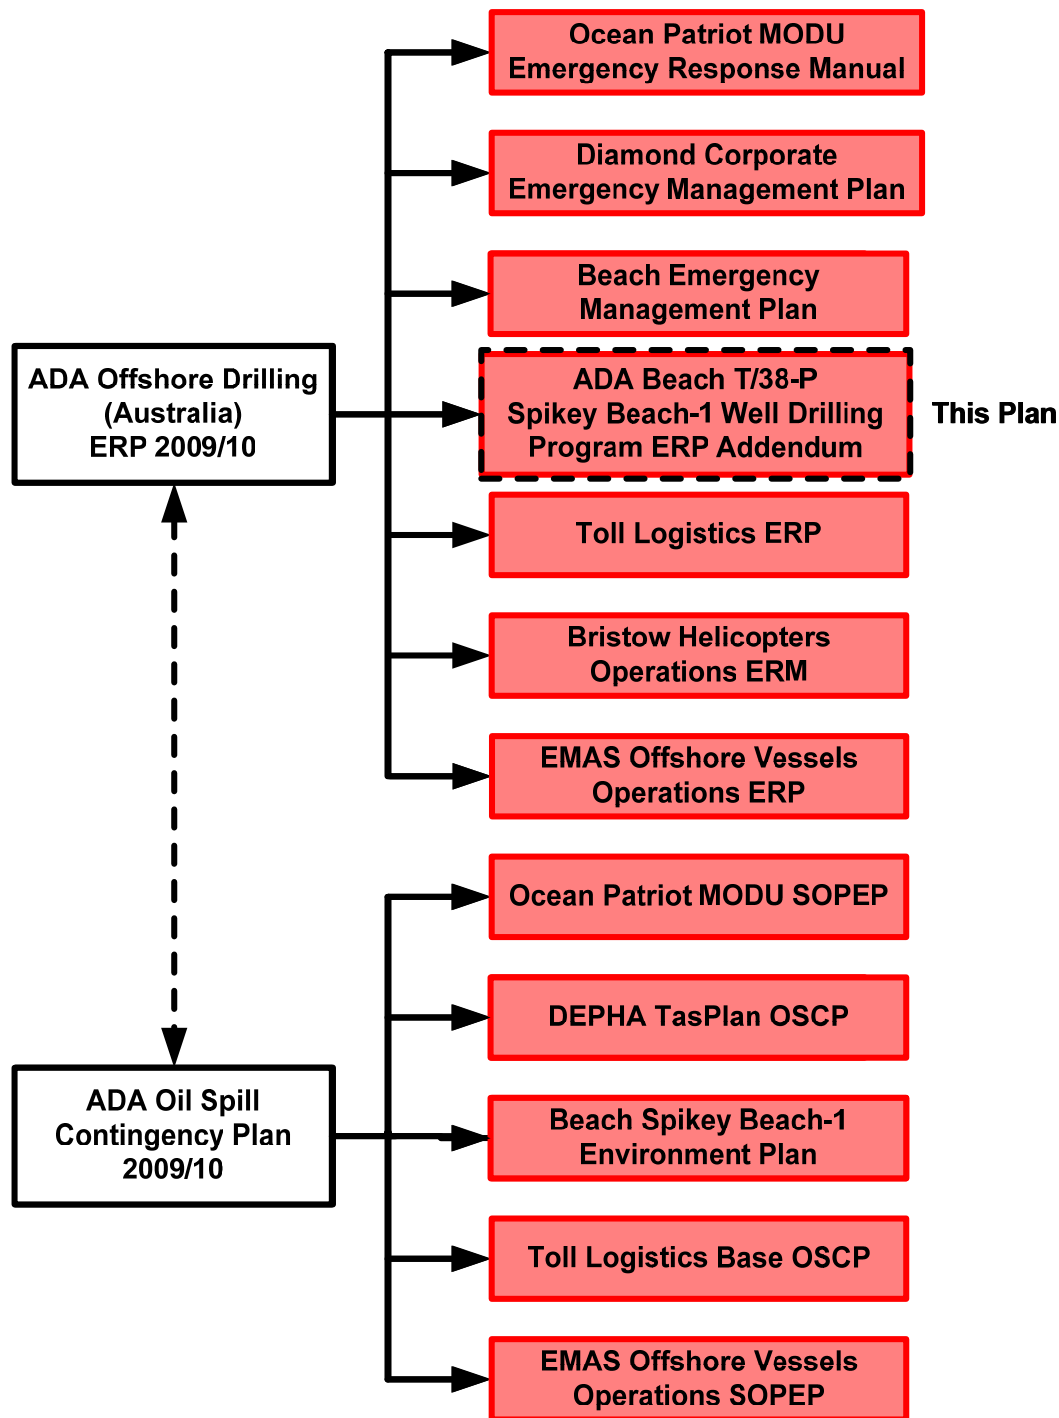 Ocean Patriot MODU
Emergency Response Manual
Diamond Corporate
Emergency Management Plan
Beach Emergency
Management Plan
ADA Offshore Drilling
(Australia)
ERP 2009/10
ADA Beach T/38-P
Spikey Beach-1 Well Drilling
Program ERP Addendum
This Plan
Toll Logistics ERP
Bristow Helicopters
Operations ERM
EMAS Offshore Vessels
Operations ERP
Ocean Patriot MODU SOPEP
DEPHA TasPlan OSCP
ADA Oil Spill
Contingency Plan
2009/10
Beach Spikey Beach-1
Environment Plan
Toll Logistics Base OSCP
EMAS Offshore Vessels
Operations SOPEP